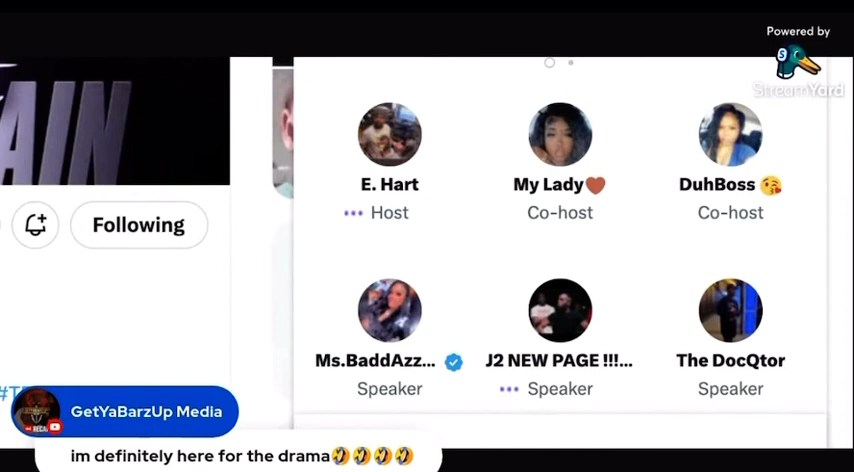 Powered by
StreamYard
AIN
E. Hart
My Lady🤎
DuhBoss 😘
Host
Co-host
Co-host
Following
Ms.BaddAzz...
J2 NEW PAGE !!!...
The DocQtor
Speaker
Speaker
Speaker
GetYaBarzUp Media
im definitely here for the drama🤣🤣🤣🤣